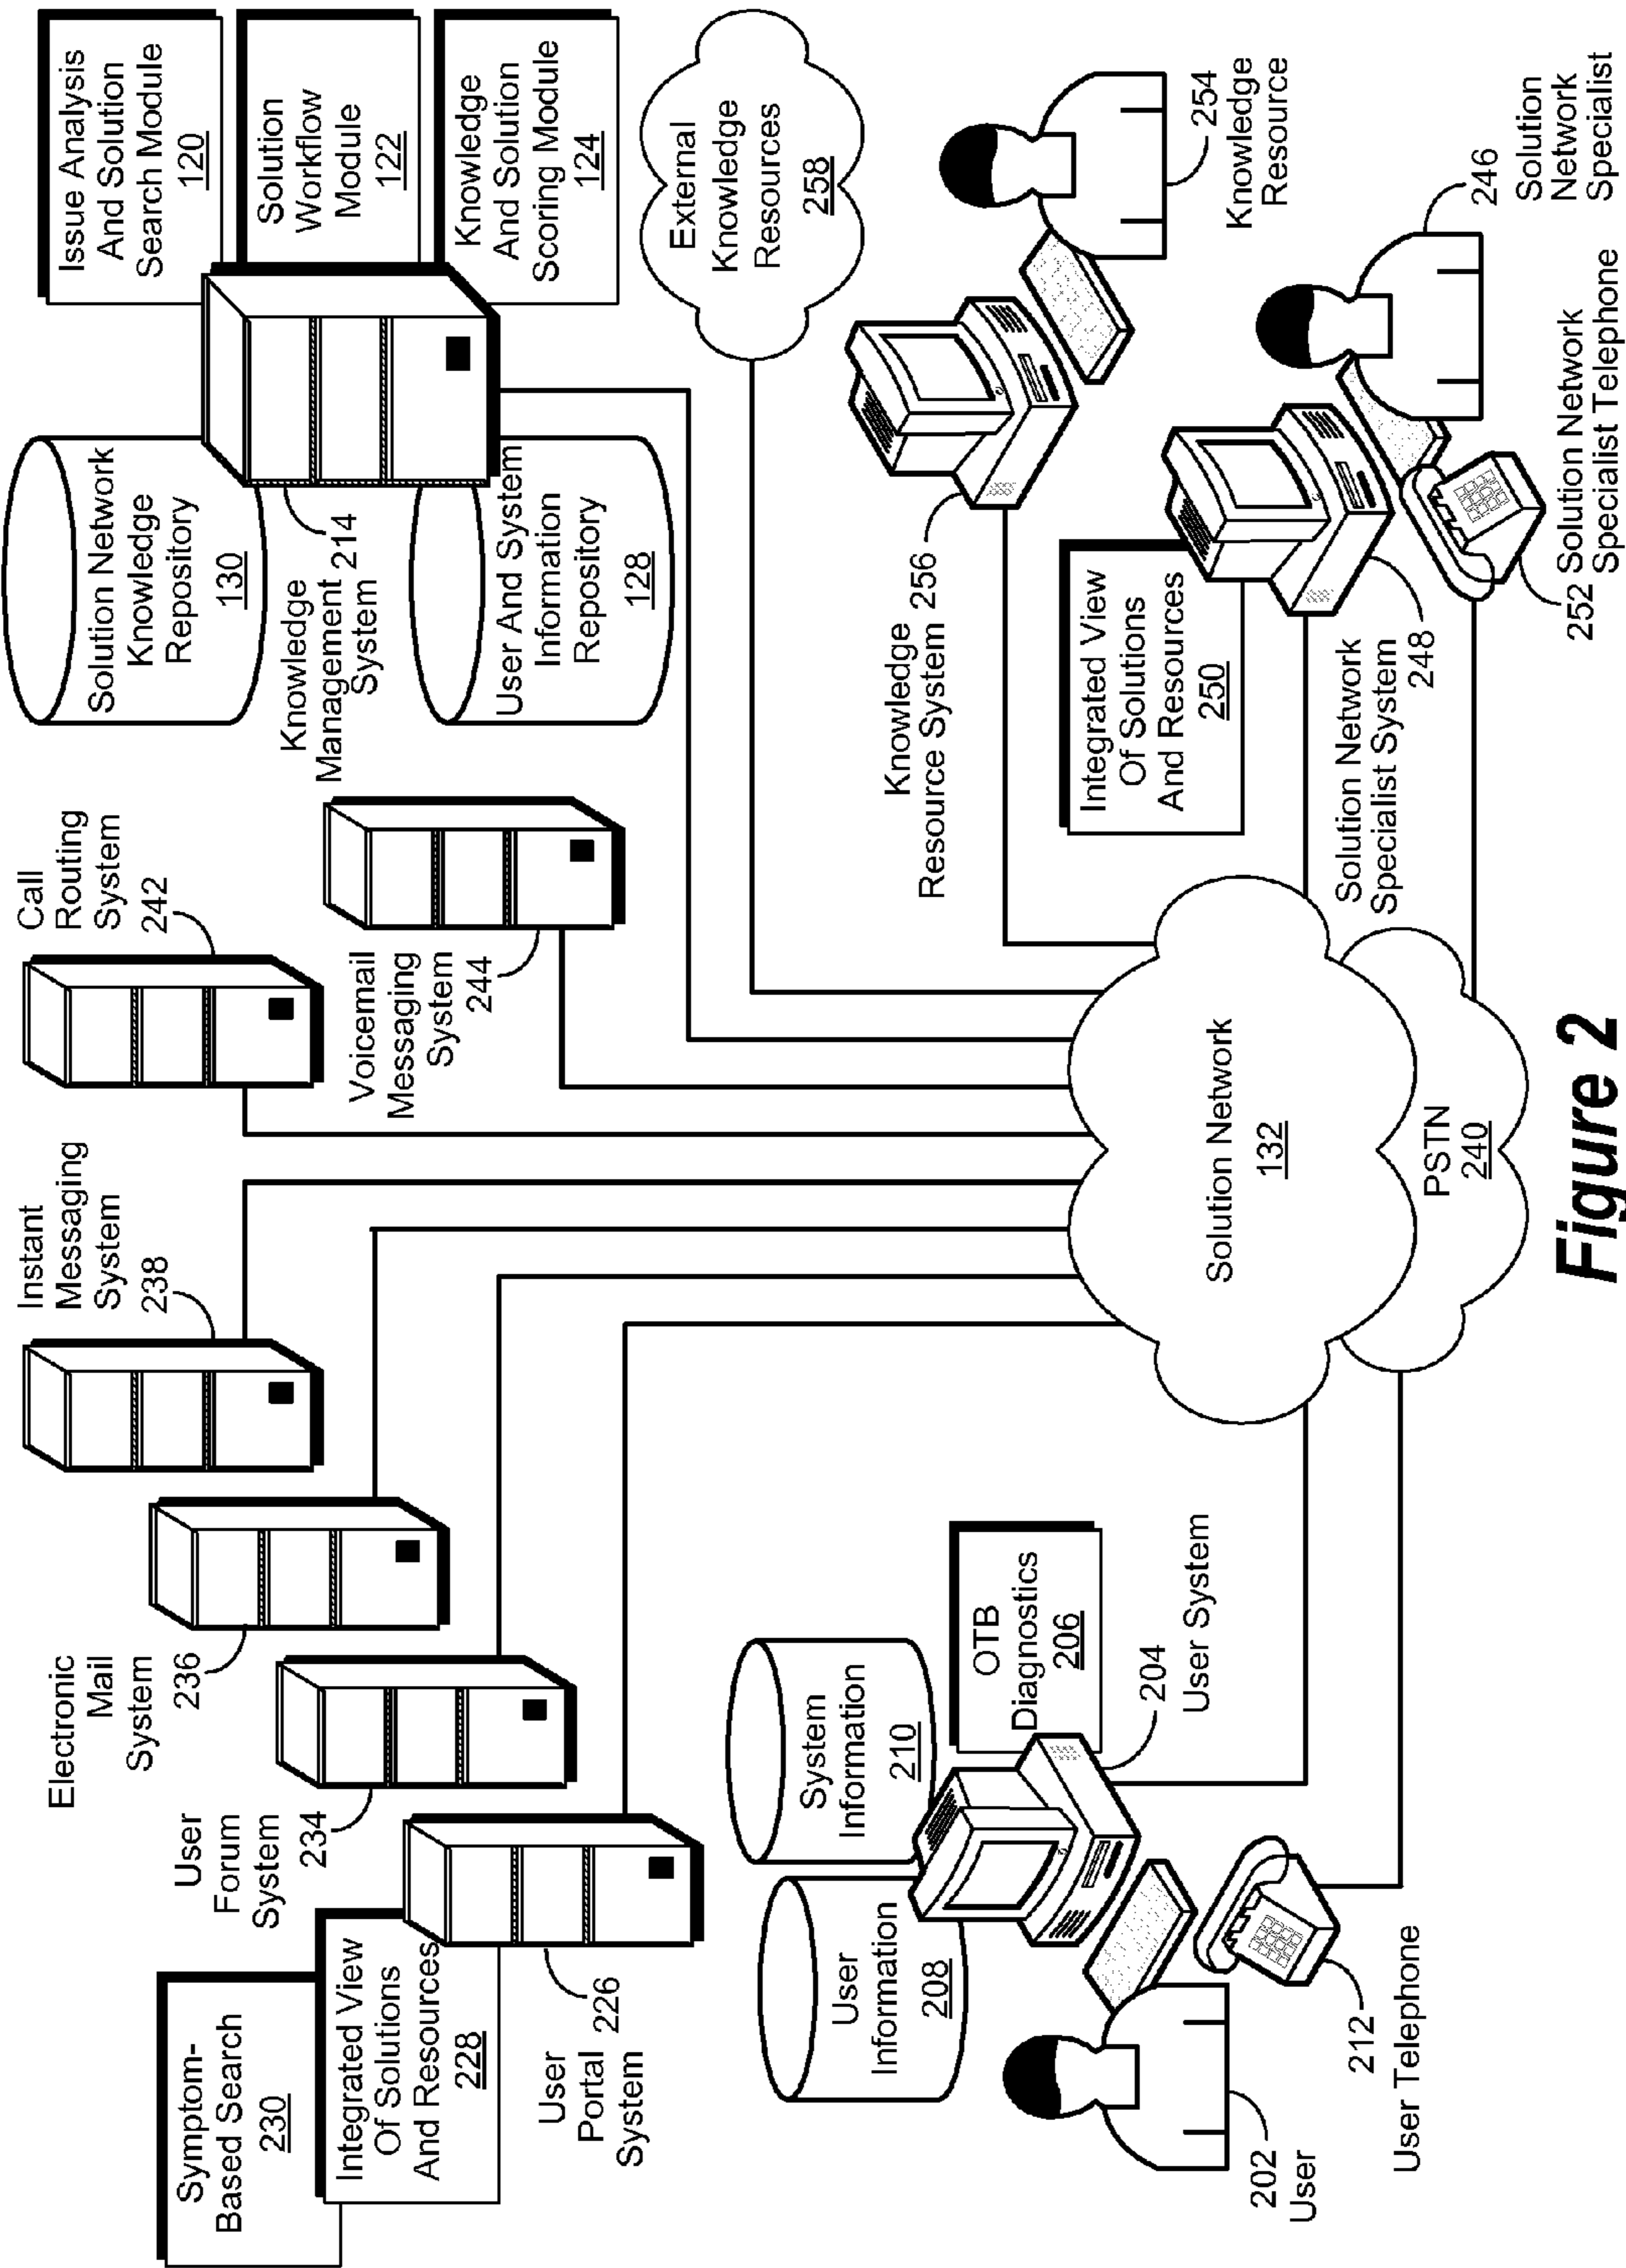 Symptom-
Based Search
230
Integrated View
Of Solutions
And Resources
228
User
Portal
System
226
User
Forum
System
234
Electronic
Mail
System
236
Instant
Messaging
System
238
Call
Routing
System
242
Voicemail
Messaging
System
244
Solution Network
Knowledge
Repository
130
Knowledge
Management
System
214
User And System
Information
Repository
128
Issue Analysis
And Solution
Search Module
120
Solution
Workflow
Module
122
Knowledge
And Solution
Scoring Module
124
External
Knowledge
Resources
258
User
Information
208
System
Information
210
OTB
Diagnostics
206
204
User System
202
User
212
User Telephone
Solution Network
132
PSTN
240
Knowledge
Resource System 256
254
Knowledge
Resource
Integrated View
Of Solutions
And Resources
250
Solution Network
Specialist System
248
246
Solution
Network
Specialist
252 Solution Network
Specialist Telephone
Figure 2